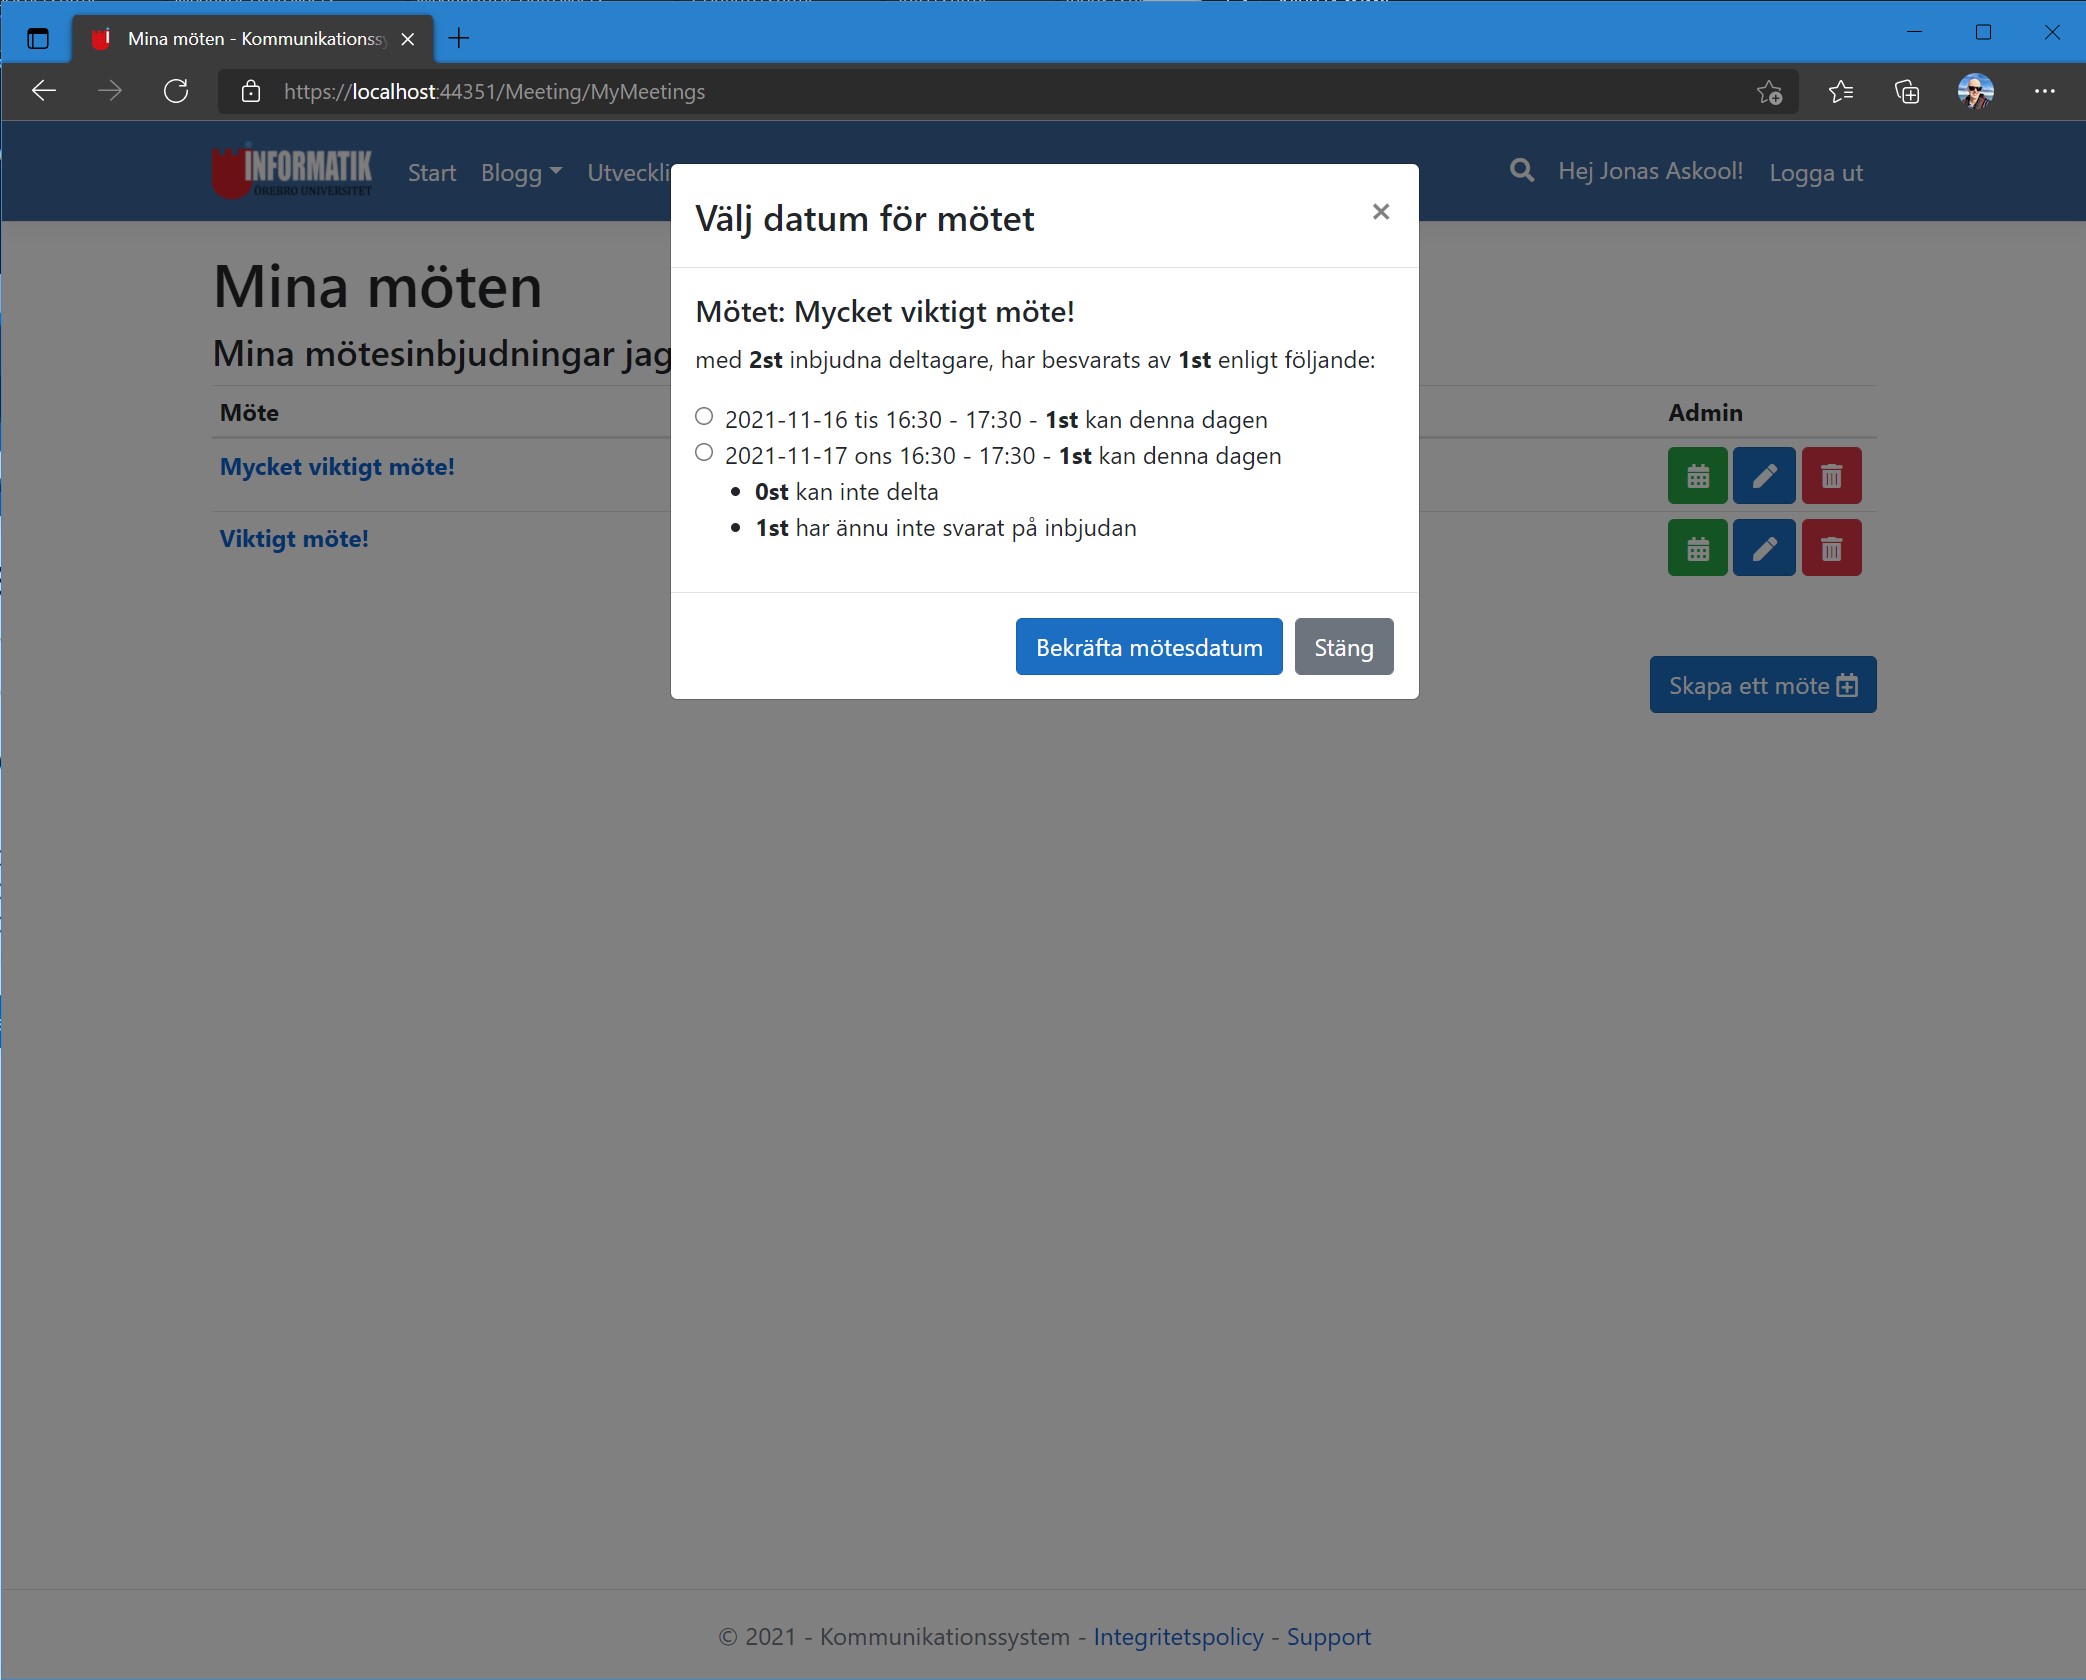 Mina möten - Kommunikationss
https://localhost:44351/Meeting/MyMeetings
INFORMATIK
ÖREBRO UNIVERSITET
Start Blogg Utveckli
Hej Jonas Askool! Logga ut
Välj datum för mötet ×
Mina möten
Mötet: Mycket viktigt möte!
Mina mötesinbjudningar jag
med 2st inbjudna deltagare, har besvarats av 1st enligt följande:
Möte Admin
2021-11-16 tis 16:30 - 17:30 - 1st kan denna dagen
2021-11-17 ons 16:30 - 17:30 - 1st kan denna dagen
Mycket viktigt möte!
• 0st kan inte delta
• 1st har ännu inte svarat på inbjudan
Viktigt möte!
Bekräfta mötesdatum Stäng
Skapa ett möte
© 2021 - Kommunikationssystem - Integritetspolicy - Support